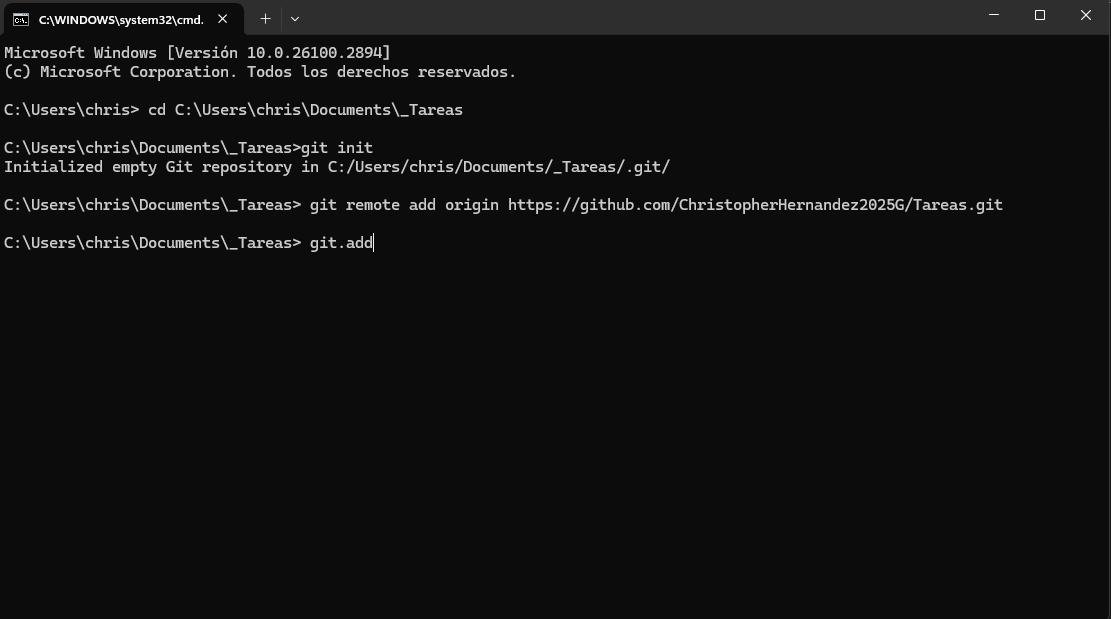 C:\WINDOWS\system32\cmd.
Microsoft Windows [Versión 10.0.26100.2894]
(c) Microsoft Corporation. Todos los derechos reservados.
C:\Users\chris> cd C:\Users\chris\Documents\_Tareas
C:\Users\chris\Documents\_Tareas>git init
Initialized empty Git repository in C:/Users/chris/Documents/_Tareas/.git/
C:\Users\chris\Documents\_Tareas> git remote add origin https://github.com/ChristopherHernandez2025G/Tareas.git
C:\Users\chris\Documents\_Tareas> git.add